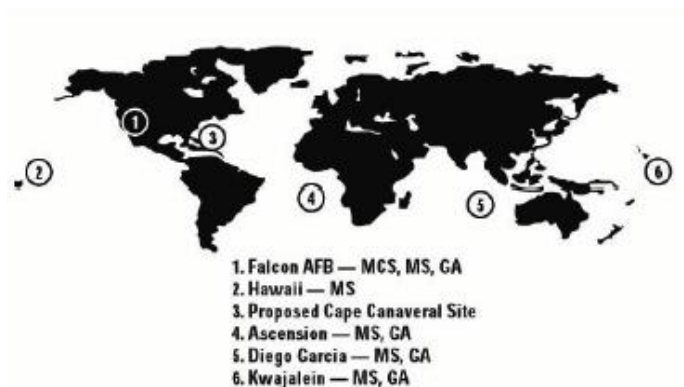 1
2
3
4
5
6
1. Falcon AFB — MCS, MS, GA
2. Hawaii — MS
3. Proposed Cape Canaveral Site
4. Ascension — MS, GA
5. Diego Garcia — MS, GA
6. Kwajalein — MS, GA